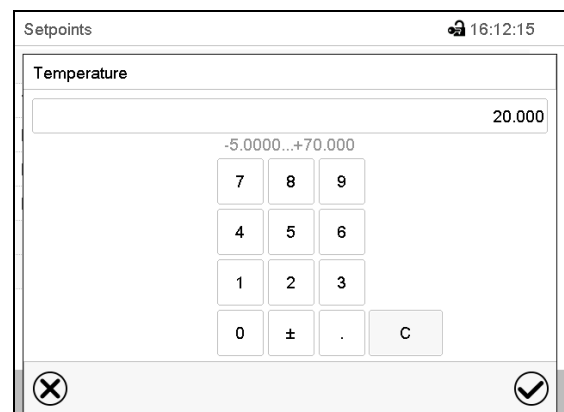 Setpoints 16:12:15
Temperature
20.000
-5.0000...+70.000
7 8 9
4 5 6
1 2 3
0 ± . C